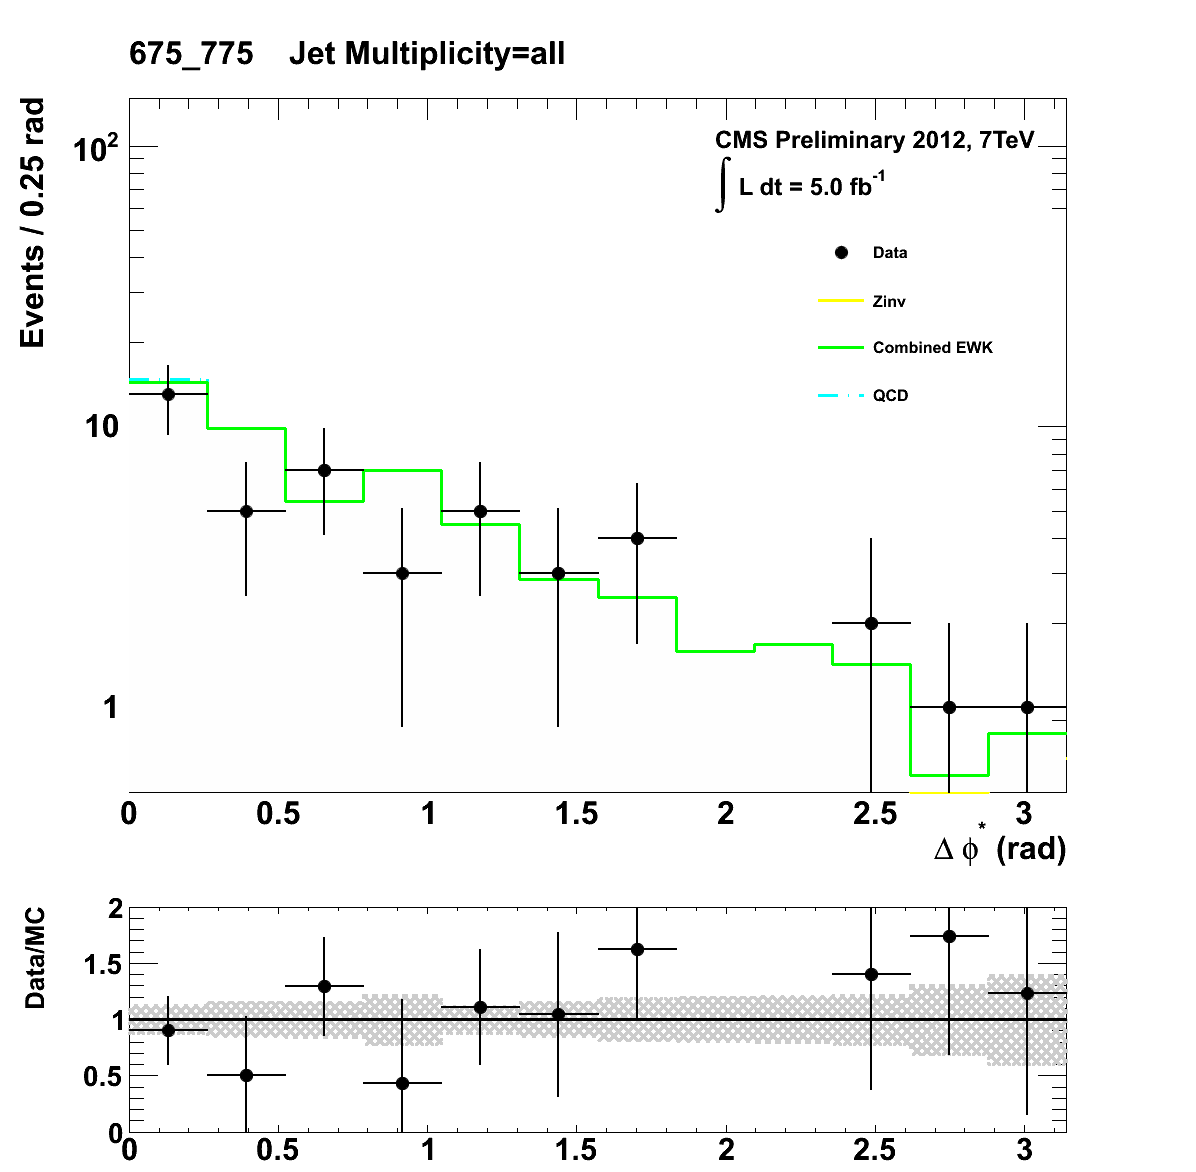 675_775 Jet Multiplicity=all
Events / 0.25 rad
10²
10
1
CMS Preliminary 2012, 7TeV
∫ L dt = 5.0 fb⁻¹
Data
Zinv
Combined EWK
QCD
0 0.5 1 1.5 2 2.5 3
Δ ϕ* (rad)
Data/MC
2
1.5
1
0.5
0
0 0.5 1 1.5 2 2.5 3